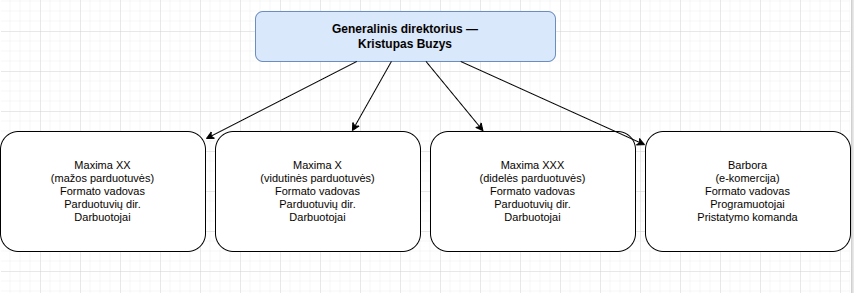 Generalinis direktorius —
Kristupas Buzys
Maxima XX
(mažos parduotuvės)
Formato vadovas
Parduotuvių dir.
Darbuotojai
Maxima X
(vidutinės parduotuvės)
Formato vadovas
Parduotuvių dir.
Darbuotojai
Maxima XXX
(didelės parduotuvės)
Formato vadovas
Parduotuvių dir.
Darbuotojai
Barbora
(e-komercija)
Formato vadovas
Programuotojai
Pristatymo komanda